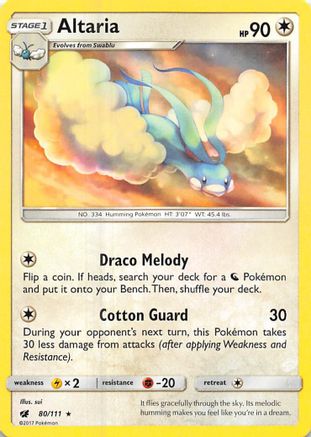 STAGE 1
Altaria
HP 90
Evolves from Swablu
NO. 334 Humming Pokémon HT: 3'07" WT: 45.4 lbs.
Draco Melody
Flip a coin. If heads, search your deck for a Pokémon
and put it onto your Bench. Then, shuffle your deck.
Cotton Guard 30
During your opponent's next turn, this Pokémon takes
30 less damage from attacks (after applying Weakness and
Resistance).
weakness ×2 resistance -20 retreat
Illus. sui
80/111 ★
©2017 Pokémon
It flies gracefully through the sky. Its melodic
humming makes you feel like you're in a dream.